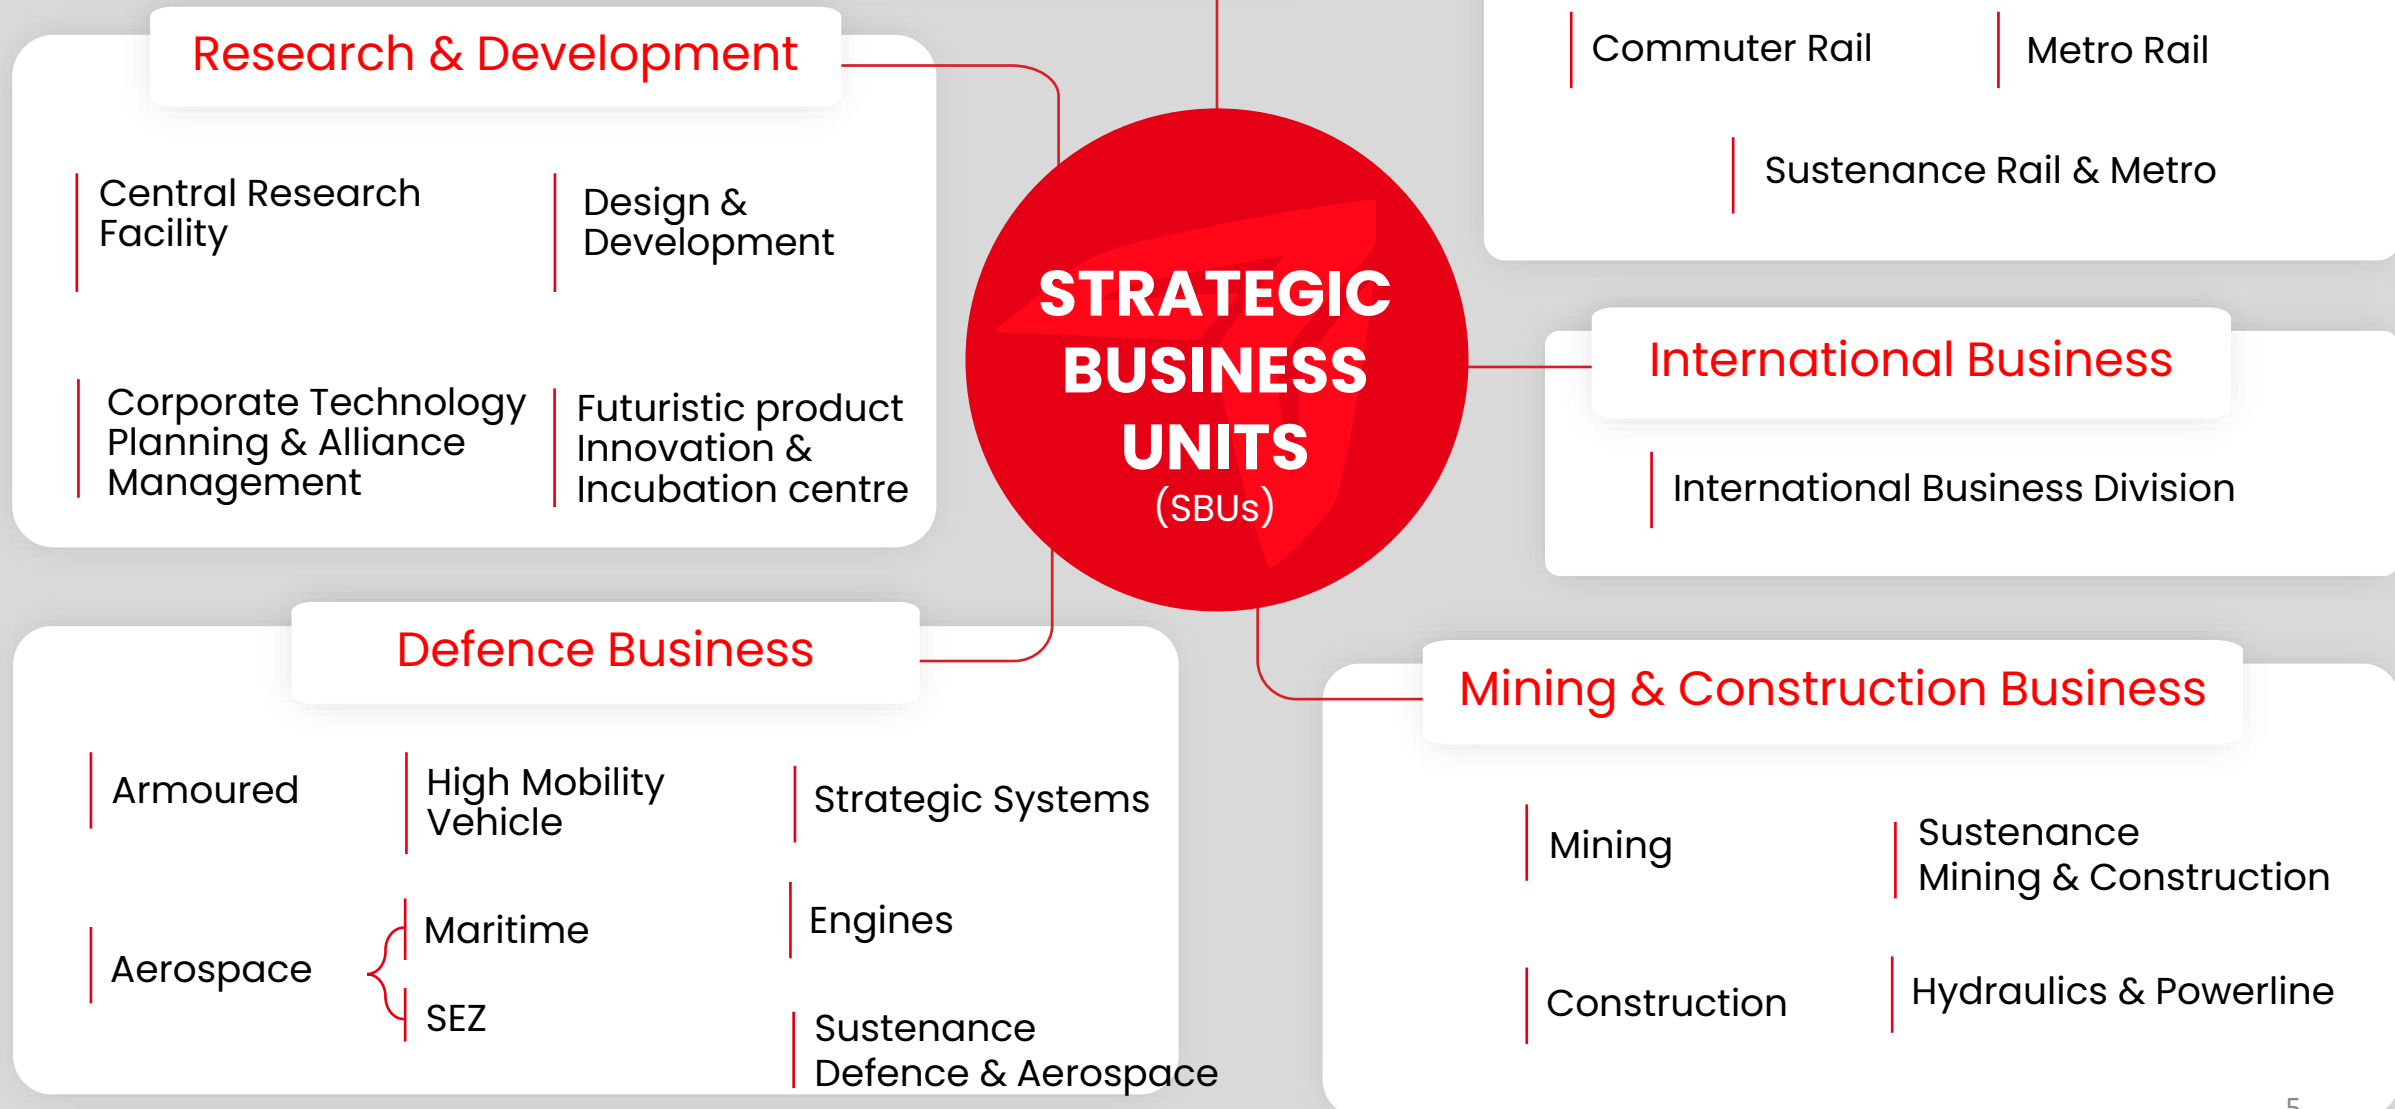 Research & Development
Central Research
Facility
Design &
Development
Corporate Technology
Planning & Alliance
Management
Futuristic product
Innovation &
Incubation centre
STRATEGIC
BUSINESS
UNITS
(SBUs)
Commuter Rail
Metro Rail
Sustenance Rail & Metro
International Business
International Business Division
Defence Business
Armoured
High Mobility
Vehicle
Strategic Systems
Aerospace
Maritime
SEZ
Engines
Sustenance
Defence & Aerospace
Mining & Construction Business
Mining
Sustenance
Mining & Construction
Construction
Hydraulics & Powerline
5